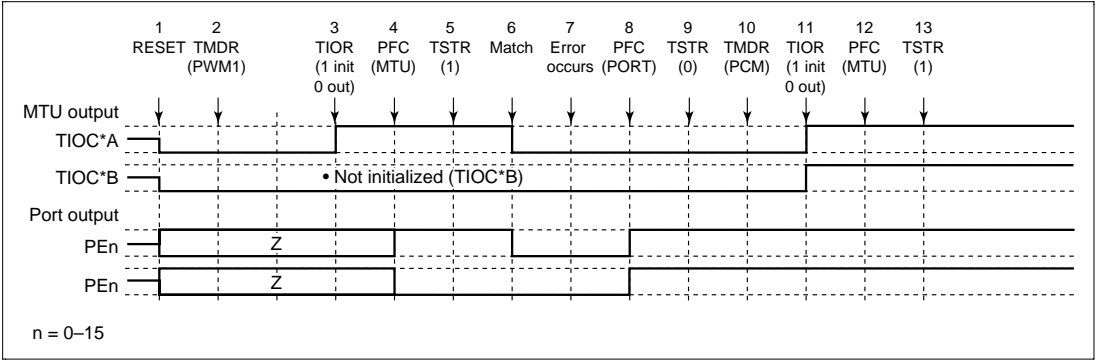 1 2 3 4 5 6 7 8 9 10 11 12 13
RESET TMDR TIOR PFC TSTR Match Error PFC TSTR TMDR TIOR PFC TSTR
(PWM1) (1 init (MTU) (1) occurs (PORT) (0) (PCM) (1 init (MTU) (1)
0 out) 0 out)
MTU output
TIOC*A
TIOC*B • Not initialized (TIOC*B)
Port output
PEn Z
PEn Z
n = 0–15